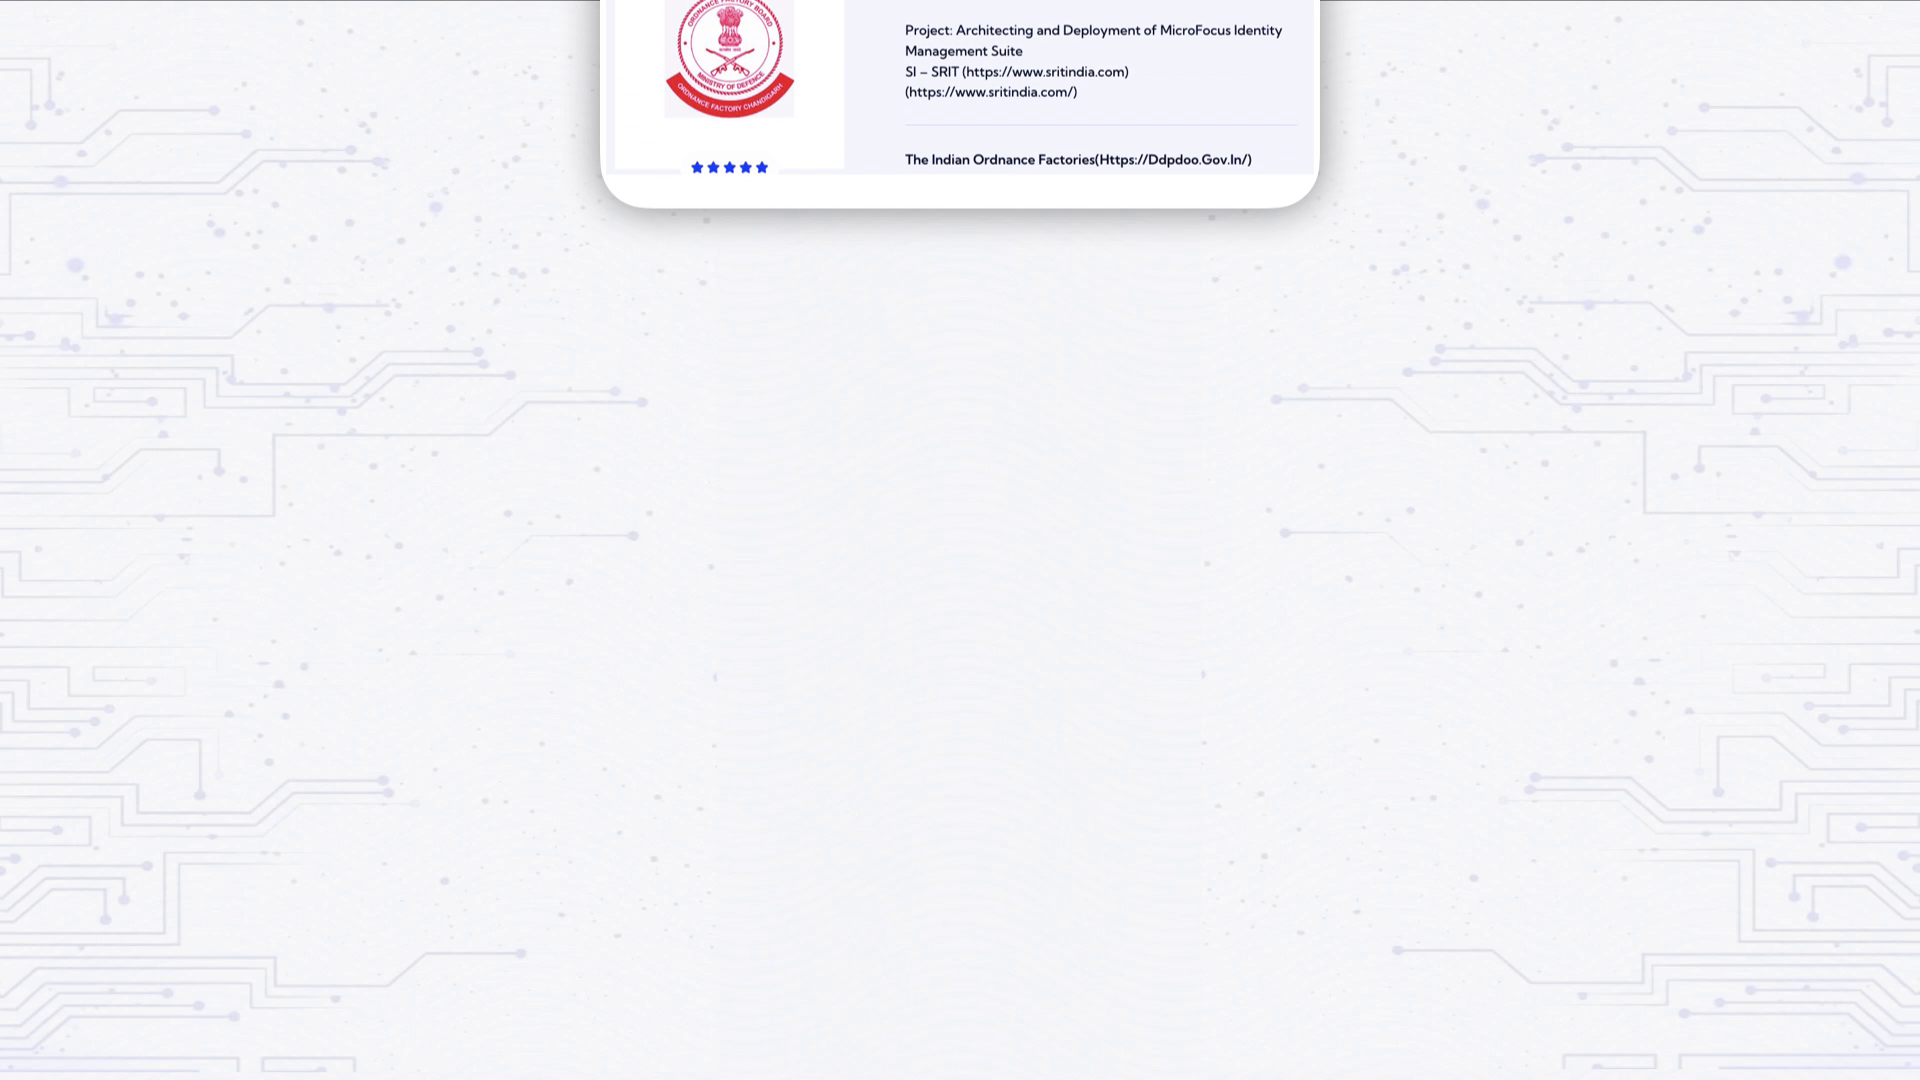 ORDNANCE FACTORY BOARD
MINISTRY OF DEFENCE
ORDNANCE FACTORY CHANDIGARH
Project: Architecting and Deployment of MicroFocus Identity
Management Suite
SI – SRIT (https://www.sritindia.com)
(https://www.sritindia.com/)
The Indian Ordnance Factories(Https://Ddpdoo.Gov.In/)